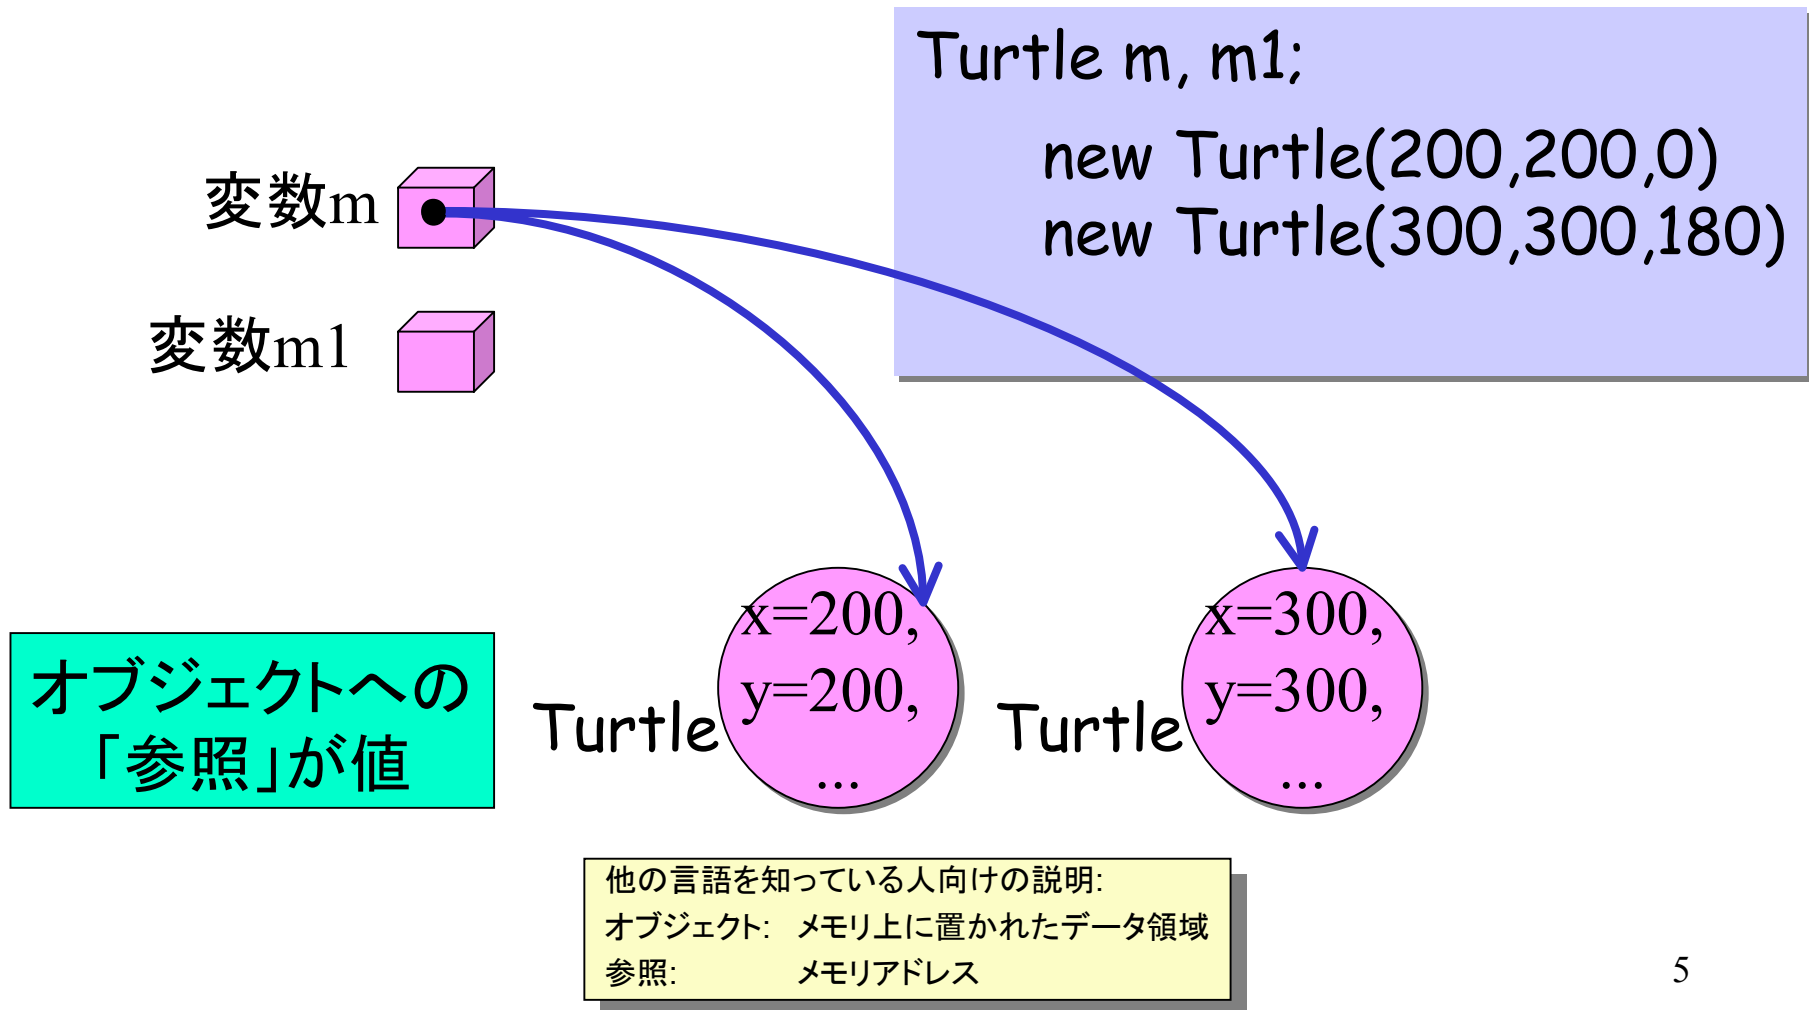 Turtle m, m1;
new Turtle(200,200,0)
new Turtle(300,300,180)
変数m
変数m1
オブジェクトへの
「参照」が値
Turtle
x=200,
y=200,
...
Turtle
x=300,
y=300,
...
他の言語を知っている人向けの説明:
オブジェクト: メモリ上に置かれたデータ領域
参照: メモリアドレス
5